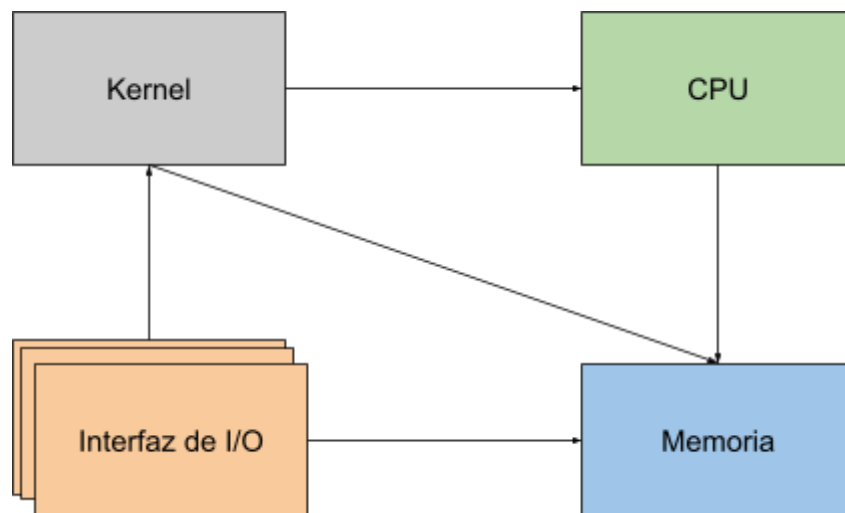 Kernel
CPU
Interfaz de I/O
Memoria